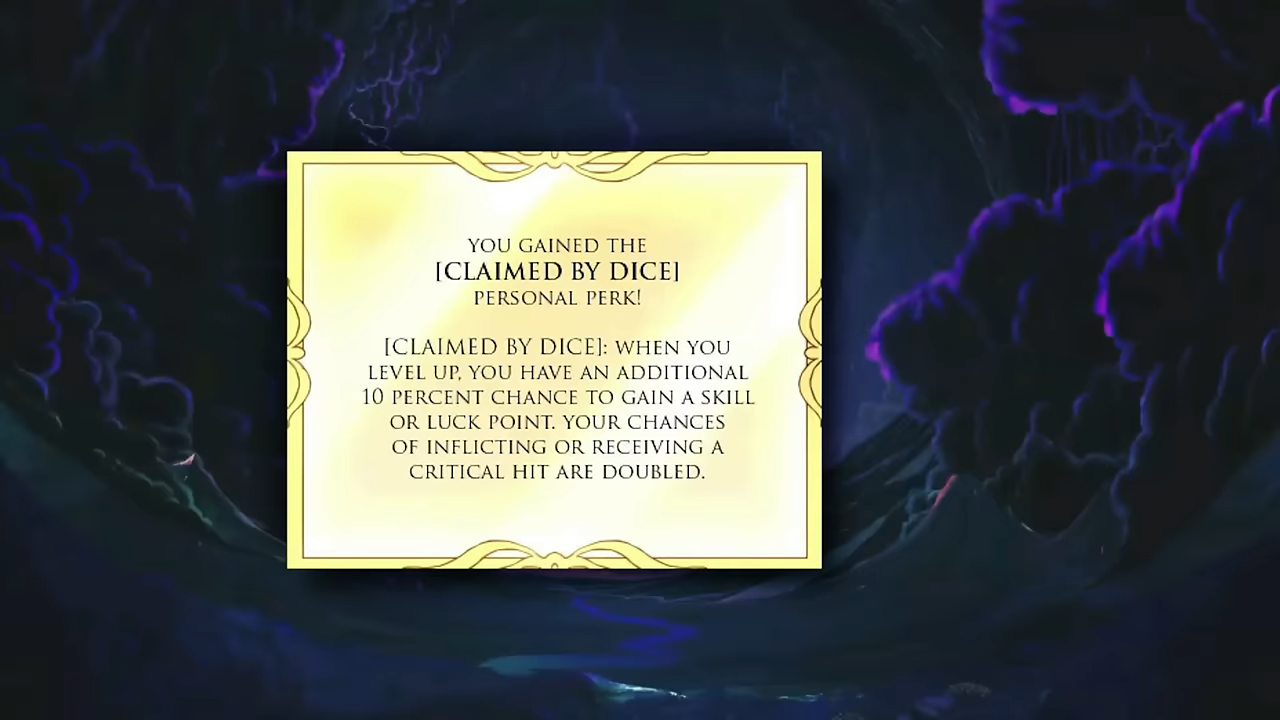 YOU GAINED THE
[CLAIMED BY DICE]
PERSONAL PERK!
[CLAIMED BY DICE]: WHEN YOU
LEVEL UP, YOU HAVE AN ADDITIONAL
10 PERCENT CHANCE TO GAIN A SKILL
OR LUCK POINT. YOUR CHANCES
OF INFLICTING OR RECEIVING A
CRITICAL HIT ARE DOUBLED.